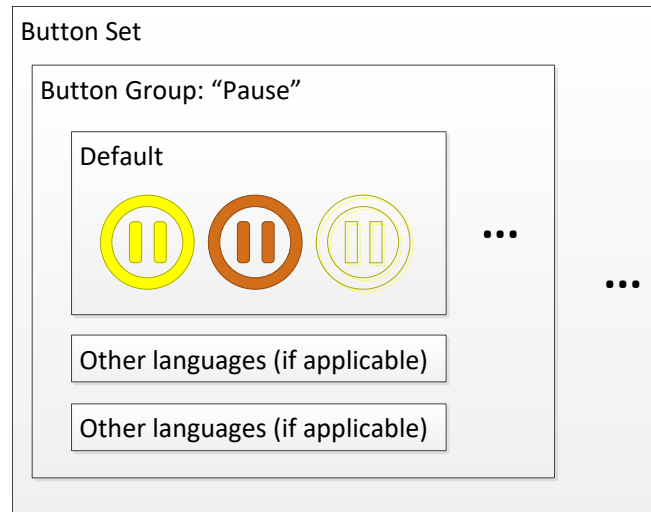 Button Set
Button Group: “Pause”
Default
...
...
Other languages (if applicable)
Other languages (if applicable)